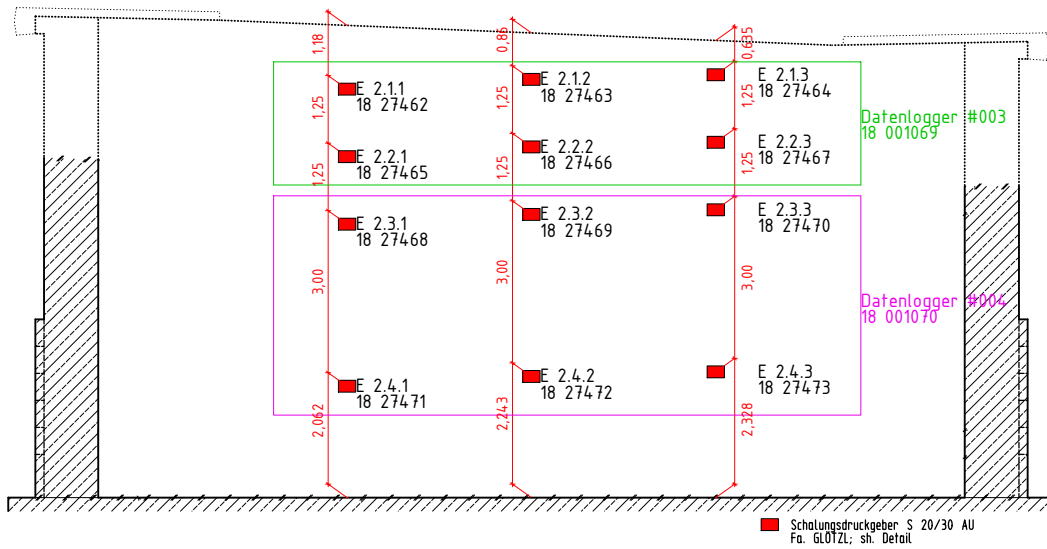 1,18
0,86
0,635
E 2.1.1
18 27462
E 2.1.2
18 27463
E 2.1.3
18 27464
1,25
1,25
1,25
Datenlogger #003
18 001069
E 2.2.1
18 27465
E 2.2.2
18 27466
E 2.2.3
18 27467
1,25
1,25
1,25
E 2.3.1
18 27468
E 2.3.2
18 27469
E 2.3.3
18 27470
3,00
3,00
3,00
Datenlogger #004
18 001070
E 2.4.1
18 27471
E 2.4.2
18 27472
E 2.4.3
18 27473
2,062
2,243
2,328
Schalungsdruckgeber S 20/30 AU
Fa. GLÖTZL; sh. Detail